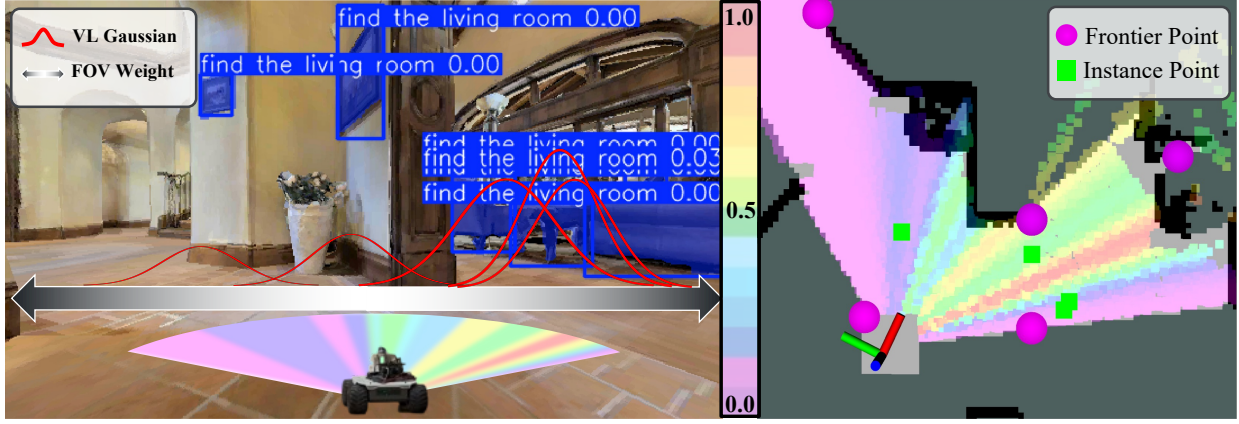 VL Gaussian
FOV Weight
find the living room 0.00
find the living room 0.00
find the living room 0.00
find the living room 0.03
find the living room 0.00
1.0
0.5
0.0
Frontier Point
Instance Point